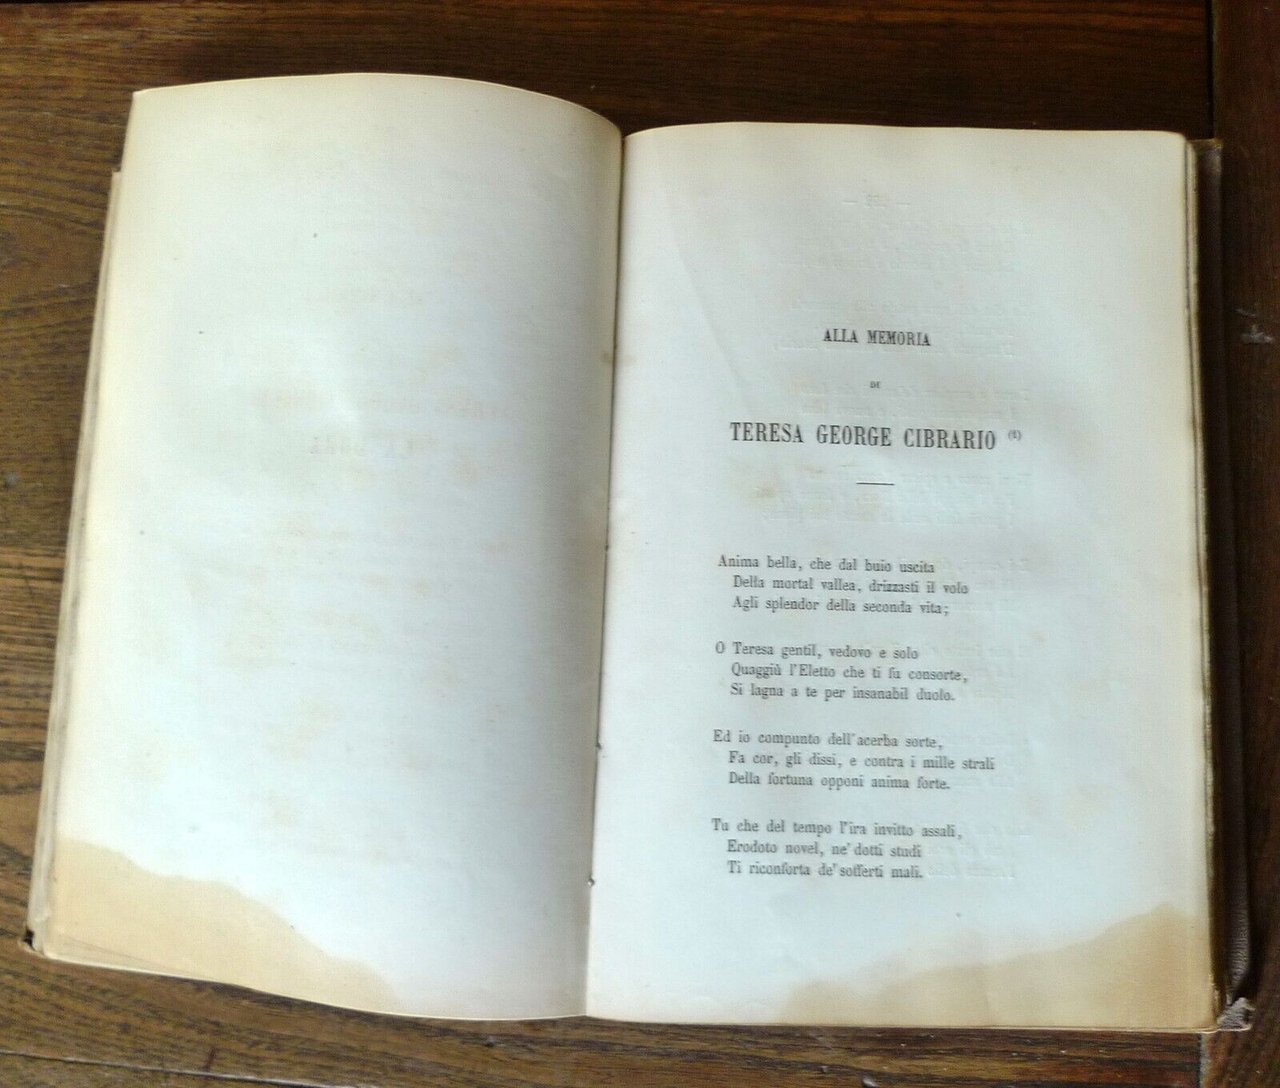 ALLA MEMORIA
DI
TERESA GEORGE CIBRARIO (1)
Anima bella, che dal buio uscita
Della mortal vallea, drizzasti il volo
Agli splendor della seconda vita;
O Teresa gentil, vedovo e solo
Quaggiù l'Eletto che ti fu consorte,
Si lagna a te per insanabil duolo.
Ed io compunto dell'acerba sorte,
Fa cor, gli dissi, e contra i mille strali
Della fortuna opponi anima forte.
Tu che del tempo l'ira invitto assali,
Erodoto novel, ne' dotti studi
Ti riconforta de' sofferti mali.